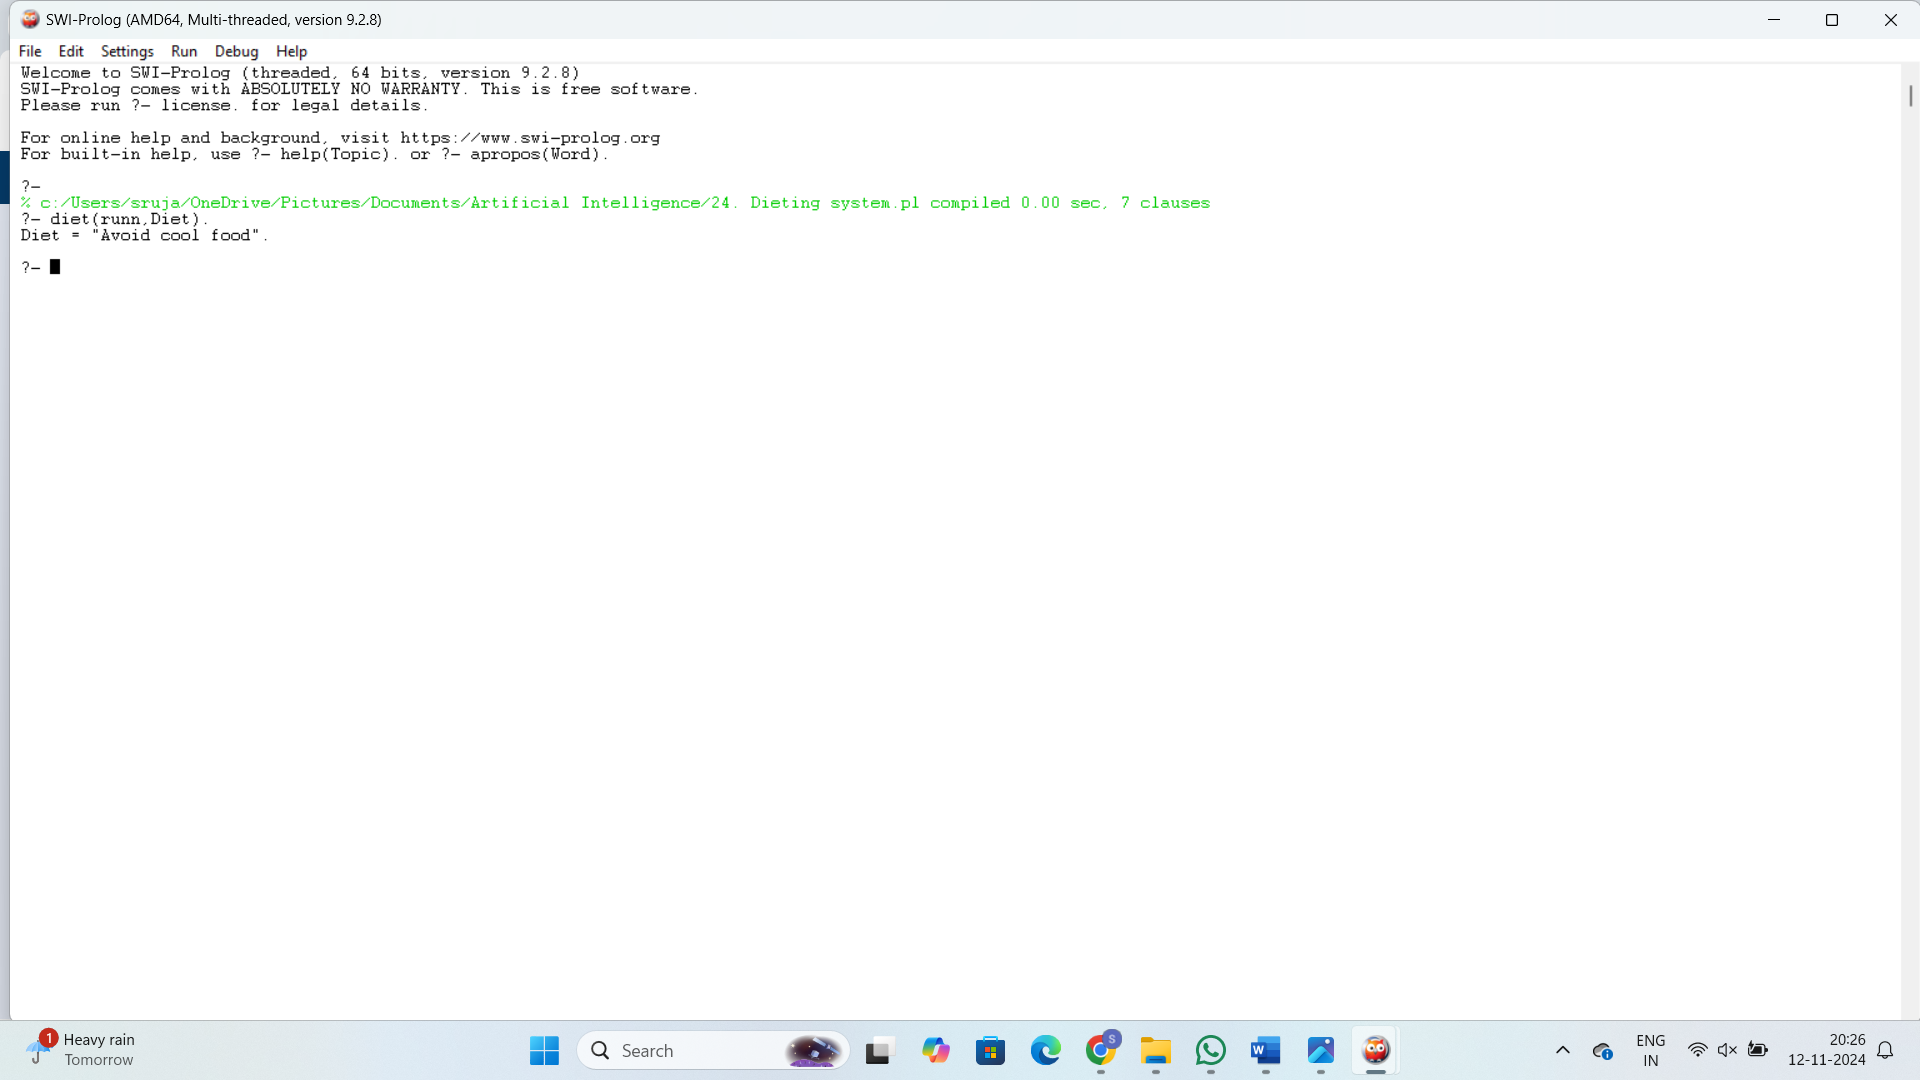 SWI-Prolog (AMD64, Multi-threaded, version 9.2.8)
File Edit Settings Run Debug Help
Welcome to SWI-Prolog (threaded, 64 bits, version 9.2.8)
SWI-Prolog comes with ABSOLUTELY NO WARRANTY. This is free software.
Please run ?- license. for legal details.
For online help and background, visit https://www.swi-prolog.org
For built-in help, use ?- help(Topic). or ?- apropos(Word).
?-
% c:/Users/sruja/OneDrive/Pictures/Documents/Artificial Intelligence/24. Dieting system.pl compiled 0.00 sec, 7 clauses
?- diet(runn,Diet).
Diet = "Avoid cool food".
?-
1
Heavy rain
Tomorrow
Search
S
W
ENG
IN
20:26
12-11-2024